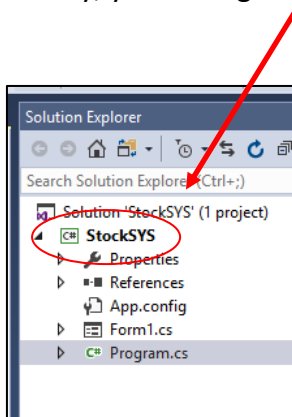 Solution Explorer
Search Solution Explorer (Ctrl+;)
Solution 'StockSYS' (1 project)
C# StockSYS
Properties
References
App.config
Form1.cs
C# Program.cs